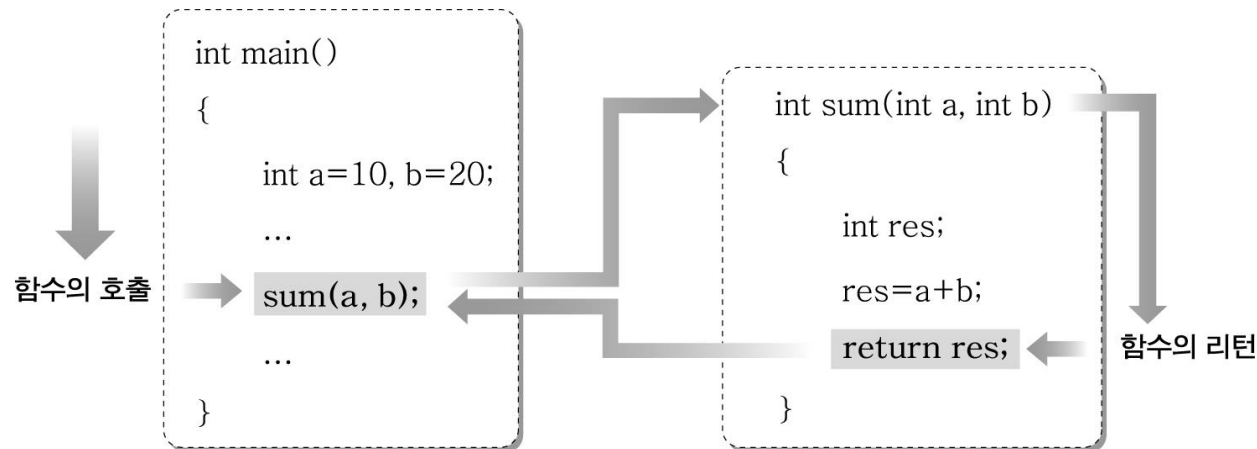 int main()
{
int a=10, b=20;
...
함수의 호출
sum(a, b);
...
}
int sum(int a, int b)
{
int res;
res=a+b;
return res;
함수의 리턴
}